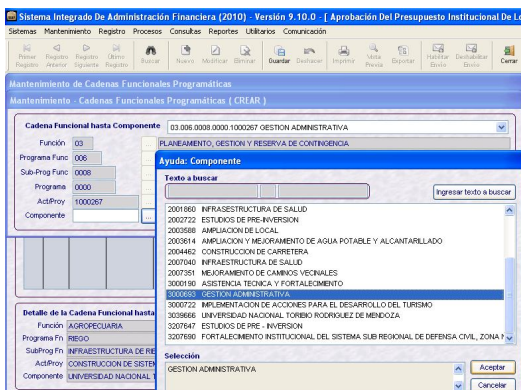 Sistema Integrado De Administración Financiera (2010) - Versión 9.10.0 - [ Aprobación Del Presupuesto Institucional De Lo
Sistemas Mantenimiento Registro Procesos Consultas Reportes Utilitarios Comunicación
Primer Registro
Registro Anterior
Registro Siguiente
Último Registro
Buscar
Nuevo
Modificar
Eliminar
Guardar
Deshacer
Imprimir
Vista Previa
Exportar
Habilitar Envío
Deshabilitar Envío
Cerrar
Mantenimiento de Cadenas Funcionales Programáticas
Mantenimiento - Cadenas Funcionales Programáticas ( CREAR )
Cadena Funcional hasta Componente 03.006.0008.0000.1000267 GESTION ADMINISTRATIVA
Función 03 PLANEAMIENTO, GESTION Y RESERVA DE CONTINGENCIA
Programa Func 006
Sub-Prog Func 0008
Programa 0000
Act/Proy 1000267
Componente ...
Ayuda: Componente
Texto a buscar
Ingresar texto a buscar
2001860 INFRASESTRUCTURA DE SALUD
2002722 ESTUDIOS DE PRE-INVERSION
2003588 AMPLIACION DE LOCAL
2003614 AMPLIACION Y MEJORAMIENTO DE AGUA POTABLE Y ALCANTARILLADO
2004462 CONSTRUCCION DE CARRETERA
2007040 INFRAESTRUCTURA DE SALUD
2007351 MEJORAMIENTO DE CAMINOS VECINALES
3000190 ASISTENCIA TECNICA Y FORTALECIMIENTO
3000693 GESTION ADMINISTRATIVA
3000722 IMPLEMENTACION DE ACCIONES PARA EL DESARROLLO DEL TURISMO
3039666 UNIVERSIDAD NACIONAL TORIBIO RODRIGUEZ DE MENDOZA
3207647 ESTUDIOS DE PRE - INVERSION
3207690 FORTALECIMIENTO INSTITUCIONAL DEL SISTEMA SUB REGIONAL DE DEFENSA CIVIL, ZONA
Selección
GESTION ADMINISTRATIVA
Aceptar
Cancelar
Detalle de la Cadena Funcional hasta
Función AGROPECUARIA
Programa Fn RIEGO
SubProg Fn INFRAESTRUCTURA DE RIE
Act/Proy CONSTRUCCION DE SISTEM
Componente UNIVERSIDAD NACIONAL T